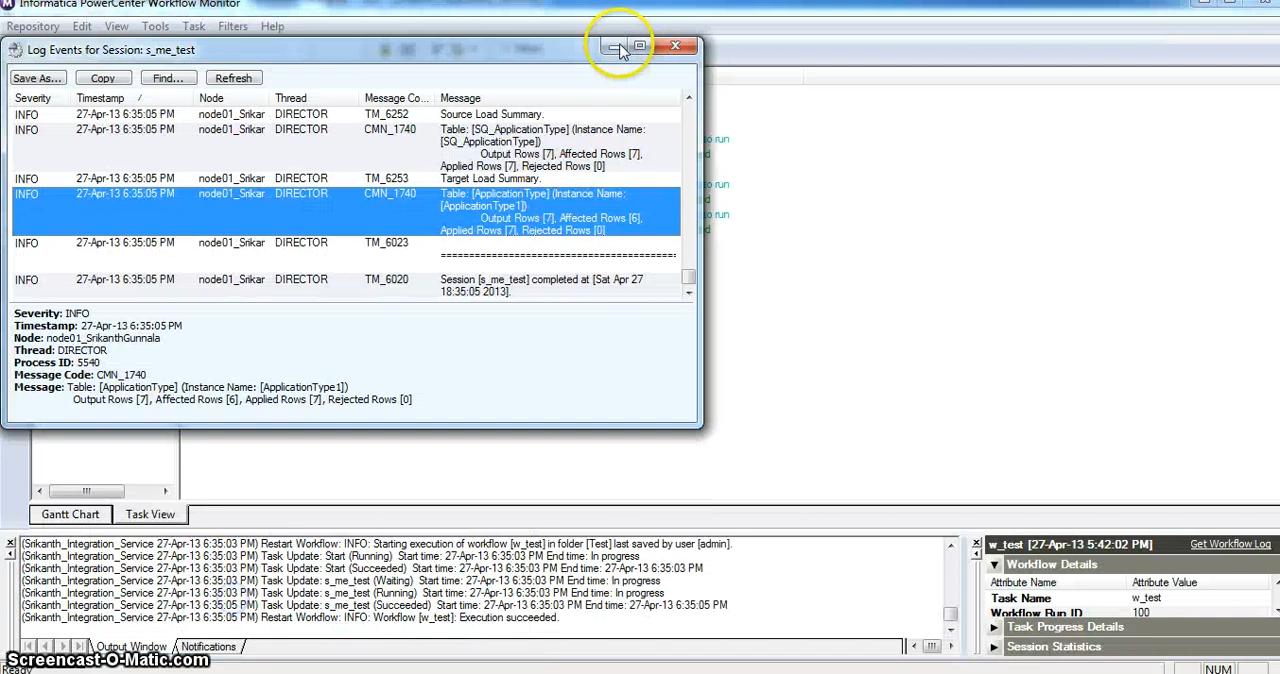 Informatica PowerCenter Workflow Monitor
Repository Edit View Tools Task Filters Help
Log Events for Session: s_me_test
Save As... Copy Find... Refresh
Severity Timestamp / Node Thread Message Co... Message
INFO 27-Apr-13 6:35:05 PM node01_Srikar DIRECTOR TM_6252 Source Load Summary.
INFO 27-Apr-13 6:35:05 PM node01_Srikar DIRECTOR CMN_1740 Table: [SQ_ApplicationType] (Instance Name:
[SQ_ApplicationType])
Output Rows [7], Affected Rows [7],
Applied Rows [7], Rejected Rows [0]
INFO 27-Apr-13 6:35:05 PM node01_Srikar DIRECTOR TM_6253 Target Load Summary.
INFO 27-Apr-13 6:35:05 PM node01_Srikar DIRECTOR CMN_1740 Table: [ApplicationType] (Instance Name:
[ApplicationType1])
Output Rows [7], Affected Rows [6],
Applied Rows [7], Rejected Rows [0]
INFO 27-Apr-13 6:35:05 PM node01_Srikar DIRECTOR TM_6023
=======================================
INFO 27-Apr-13 6:35:05 PM node01_Srikar DIRECTOR TM_6020 Session [s_me_test] completed at [Sat Apr 27
18:35:05 2013].
to run
to run
to run
Severity: INFO
Timestamp: 27-Apr-13 6:35:05 PM
Node: node01_SrikanthGunnala
Thread: DIRECTOR
Process ID: 5540
Message Code: CMN_1740
Message: Table: [ApplicationType] (Instance Name: [ApplicationType1])
Output Rows [7], Affected Rows [6], Applied Rows [7], Rejected Rows [0]
Gantt Chart Task View
(Srikanth_Integration_Service 27-Apr-13 6:35:03 PM) Restart Workflow: INFO: Starting execution of workflow [w_test] in folder [Test] last saved by user [admin].
(Srikanth_Integration_Service 27-Apr-13 6:35:03 PM) Task Update: Start (Running) Start time: 27-Apr-13 6:35:03 PM End time: In progress
(Srikanth_Integration_Service 27-Apr-13 6:35:03 PM) Task Update: Start (Succeeded) Start time: 27-Apr-13 6:35:03 PM End time: 27-Apr-13 6:35:03 PM
(Srikanth_Integration_Service 27-Apr-13 6:35:03 PM) Task Update: s_me_test (Waiting) Start time: 27-Apr-13 6:35:03 PM End time: In progress
(Srikanth_Integration_Service 27-Apr-13 6:35:03 PM) Task Update: s_me_test (Running) Start time: 27-Apr-13 6:35:03 PM End time: In progress
(Srikanth_Integration_Service 27-Apr-13 6:35:05 PM) Task Update: s_me_test (Succeeded) Start time: 27-Apr-13 6:35:03 PM End time: 27-Apr-13 6:35:05 PM
(Srikanth_Integration_Service 27-Apr-13 6:35:05 PM) Restart Workflow: INFO: Workflow [w_test]: Execution succeeded.
Output Window Notifications
w_test [27-Apr-13 5:42:02 PM] Get Workflow Log
Workflow Details
Attribute Name Attribute Value
Task Name w_test
Workflow Run ID 100
Task Progress Details
Session Statistics
Screencast-O-Matic.com
Ready
NUM